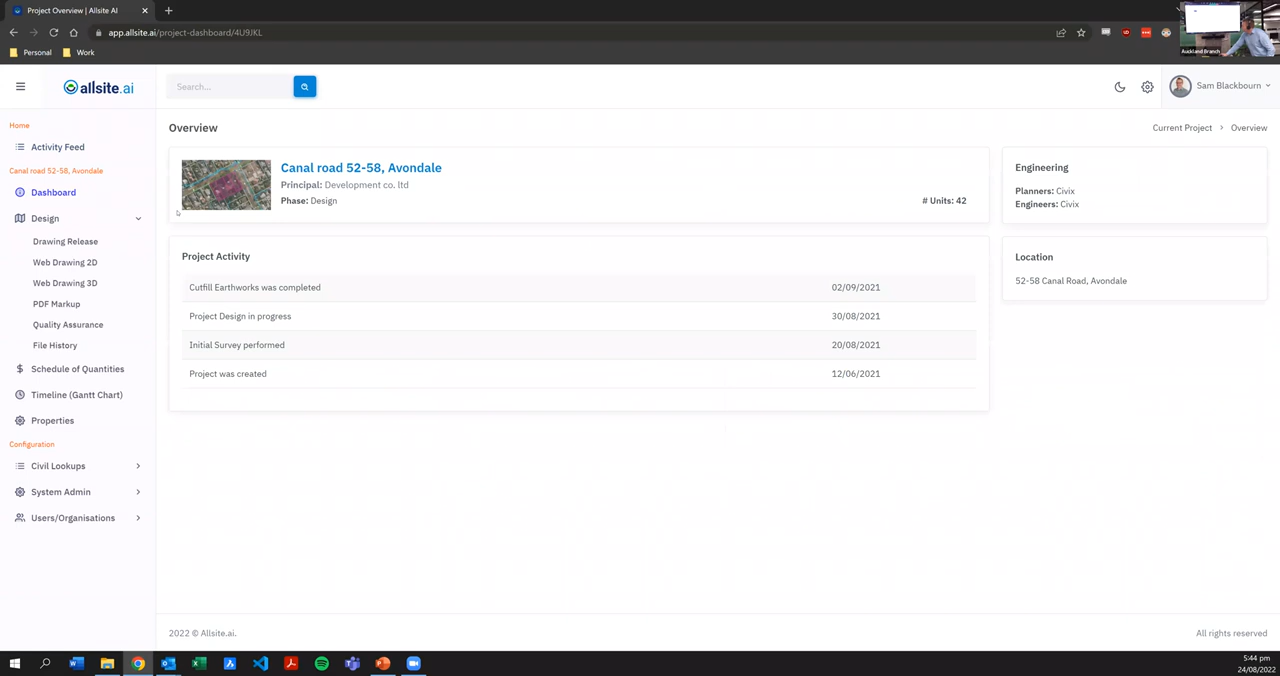 Project Overview | Allsite AI
app.allsite.ai/project-dashboard/4U9JKL
Personal
Work
Auckland Branch
allsite.ai
Search...
Sam Blackbourn
Home
Activity Feed
Canal road 52-58, Avondale
Dashboard
Design
Drawing Release
Web Drawing 2D
Web Drawing 3D
PDF Markup
Quality Assurance
File History
Schedule of Quantities
Timeline (Gantt Chart)
Properties
Configuration
Civil Lookups
System Admin
Users/Organisations
Overview
Current Project > Overview
Canal road 52-58, Avondale
Principal: Development co. ltd
Phase: Design
# Units: 42
Project Activity
Cutfill Earthworks was completed 02/09/2021
Project Design in progress 30/08/2021
Initial Survey performed 20/08/2021
Project was created 12/06/2021
Engineering
Planners: Civix
Engineers: Civix
Location
52-58 Canal Road, Avondale
2022 © Allsite.ai.
All rights reserved
5:44 pm
24/08/2022